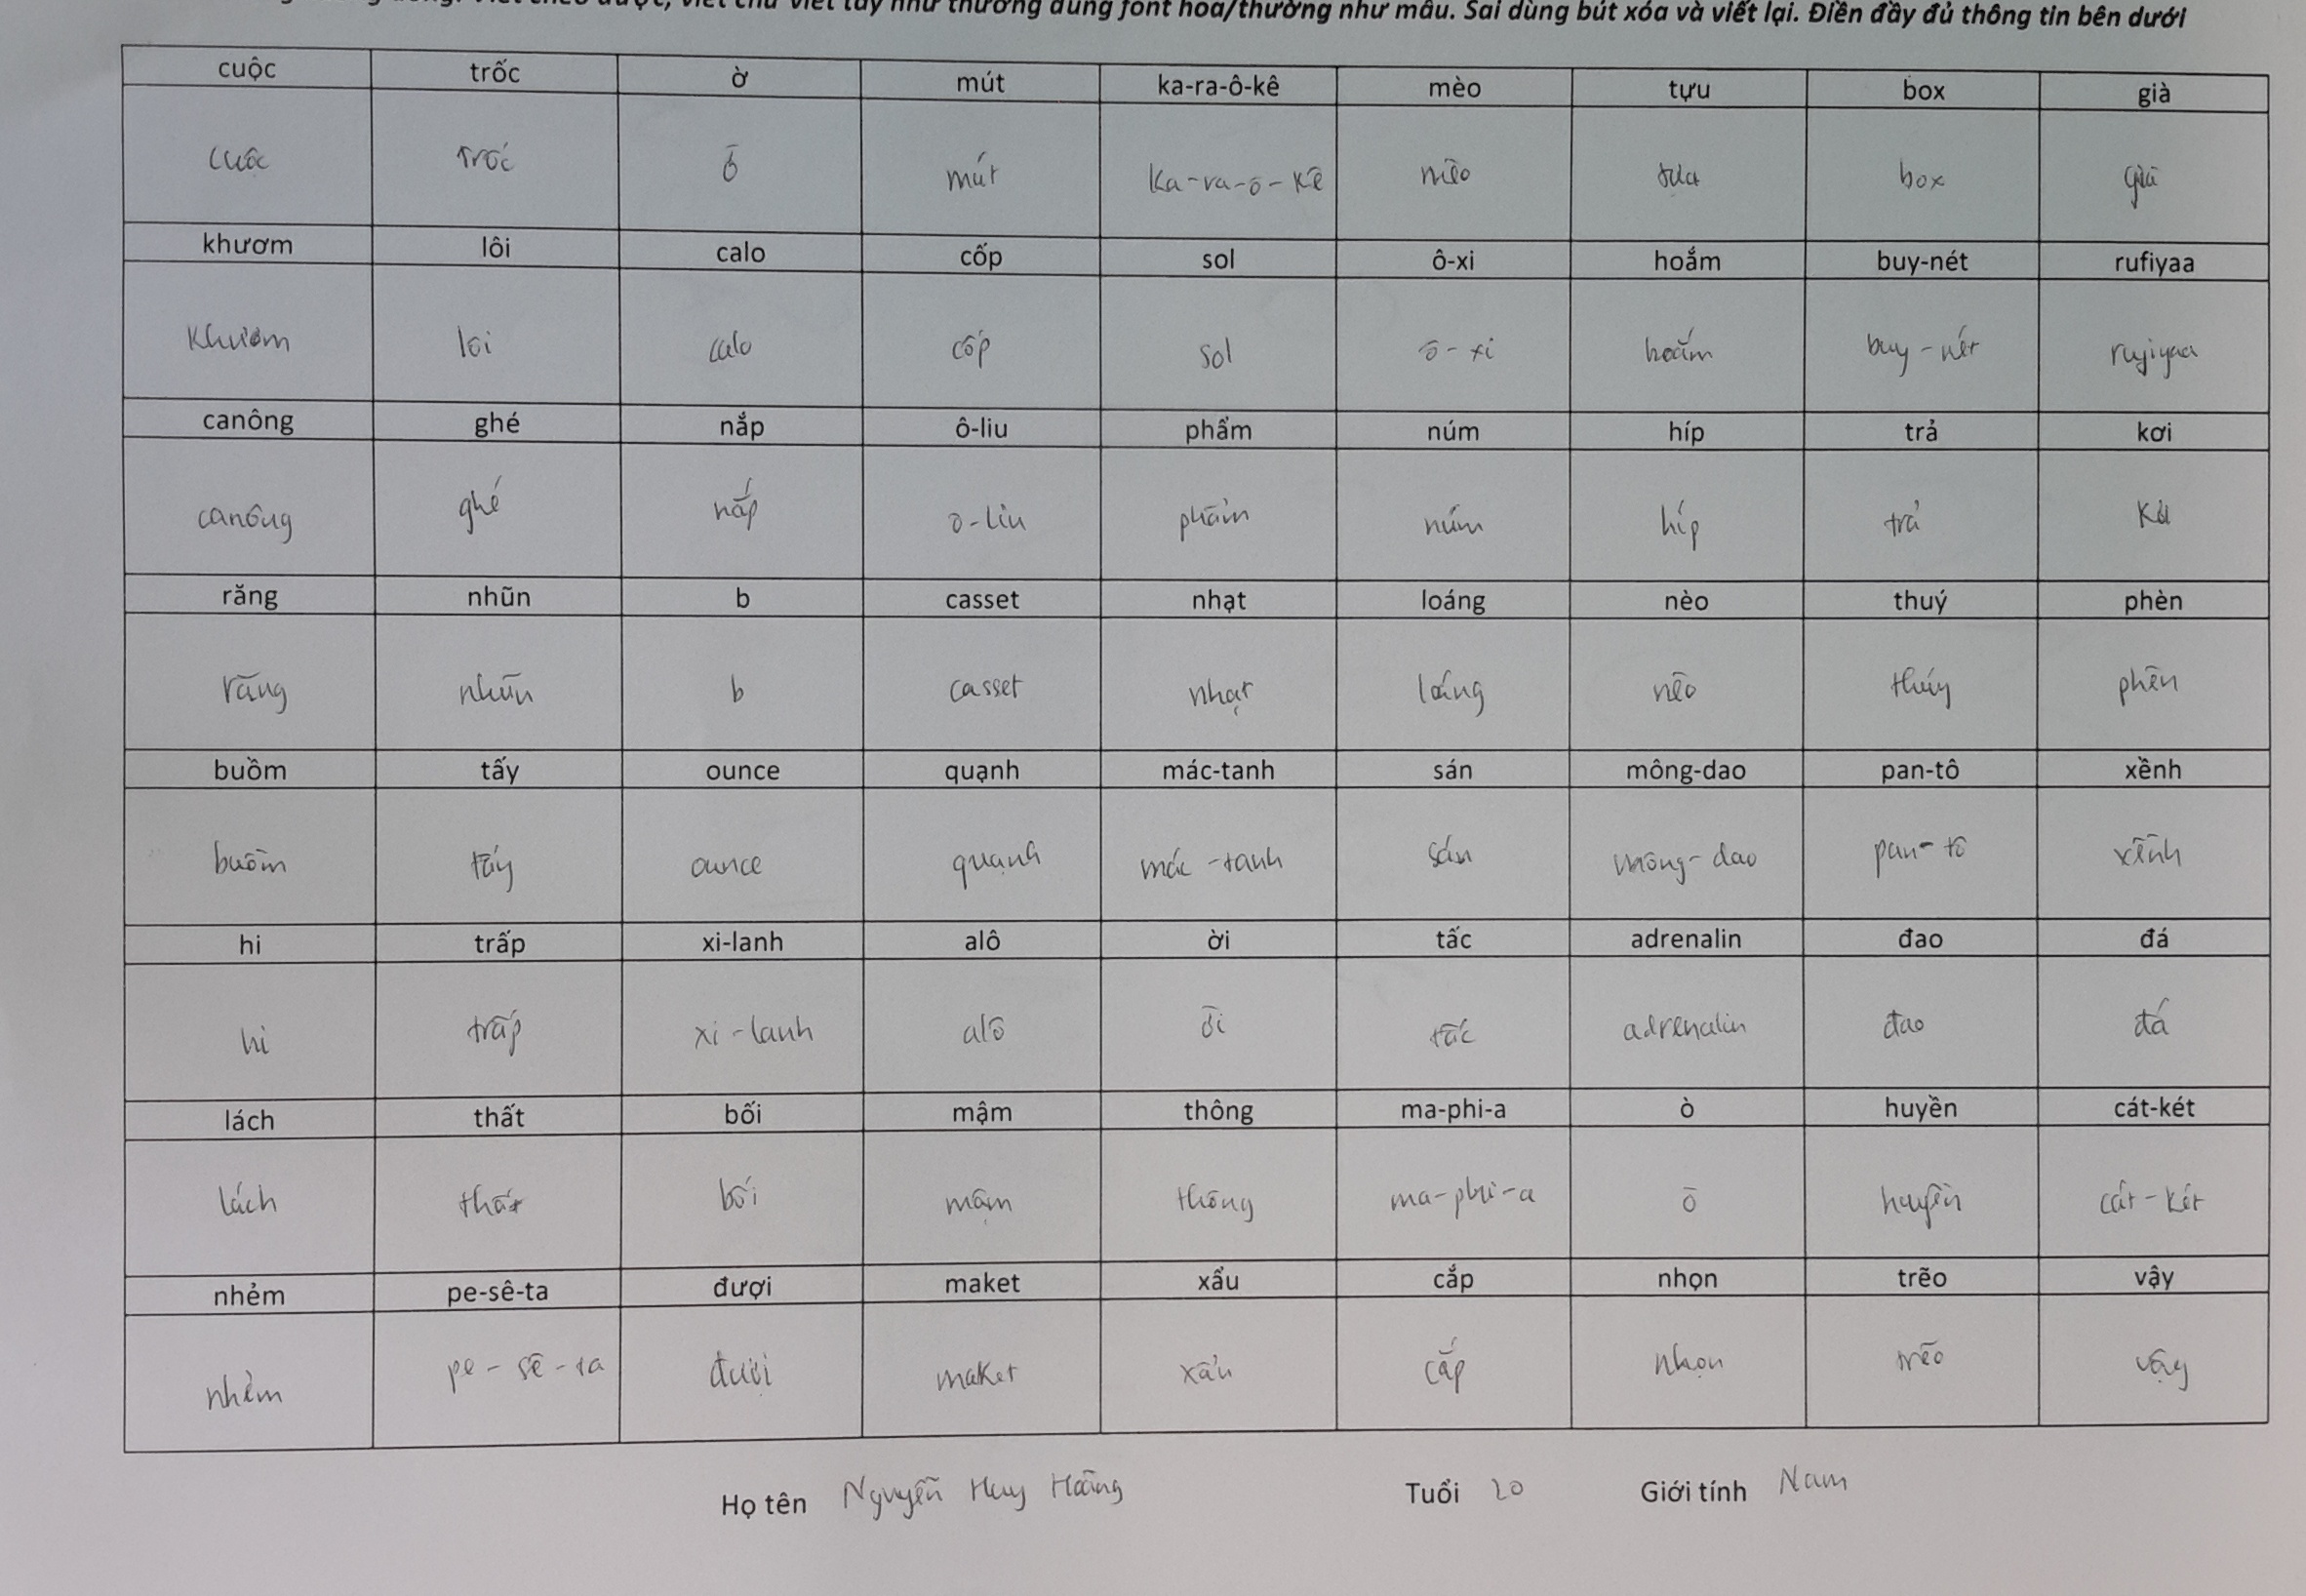 viết theo được, viết chữ viết tay như thường dùng font hoa/thường như mẫu. Sai dùng bút xóa và viết lại. Điền đầy đủ thông tin bên dưới
cuộc trốc ờ mút ka-ra-ô-kê mèo tựu box già
cuộc trốc ờ mút ka-ra-ô-kê mèo tựu box già
khươm lôi calo cốp sol ô-xi hoắm buy-nét rufiyaa
khươm lôi calo cốp sol ô-xi hoắm buy-nét rufiyaa
canông ghé nắp ô-liu phẩm núm híp trả kơi
canông ghé nắp ô-liu phẩm núm híp trả kơi
răng nhũn b casset nhạt loáng nèo thuý phèn
răng nhũn b casset nhạt loáng nèo thuý phèn
buồm tấy ounce quạnh mác-tanh sán mông-dao pan-tô xềnh
buồm tấy ounce quạnh mác-tanh sán mông-dao pan-tô xềnh
hi trấp xi-lanh alô ời tấc adrenalin đao đá
hi trấp xi-lanh alô ời tấc adrenalin đao đá
lách thất bối mậm thông ma-phi-a ò huyền cát-két
lách thất bối mậm thông ma-phi-a ò huyền cát-két
nhẻm pe-sê-ta đượi maket xẩu cắp nhọn trẽo vậy
nhẻm pe-sê-ta đượi maket xẩu cắp nhọn trẽo vậy
Họ tên Nguyễn Huy Hoàng Tuổi 20 Giới tính Nam